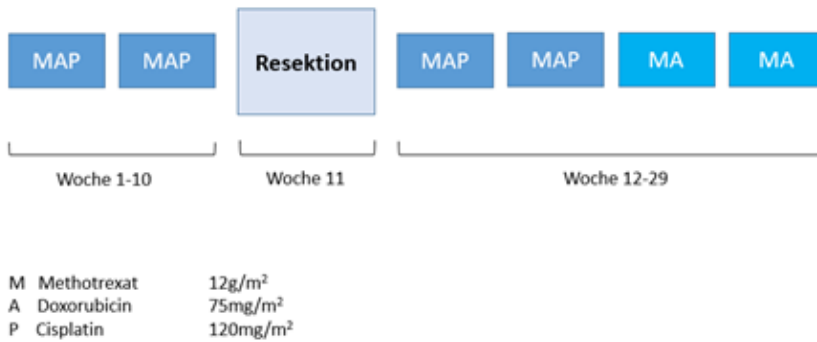 MAP MAP Resektion MAP MAP MA MA
Woche 1-10 Woche 11 Woche 12-29
M Methotrexat 12g/m²
A Doxorubicin 75mg/m²
P Cisplatin 120mg/m²